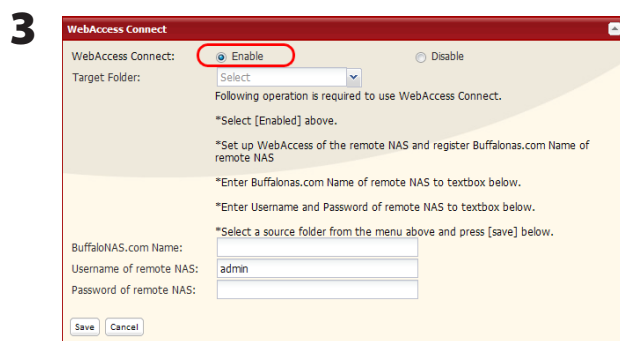 3
WebAccess Connect
WebAccess Connect: Enable Disable
Target Folder: Select
Following operation is required to use WebAccess Connect.
*Select [Enabled] above.
*Set up WebAccess of the remote NAS and register Buffalonas.com Name of
remote NAS
*Enter Buffalonas.com Name of remote NAS to textbox below.
*Enter Username and Password of remote NAS to textbox below.
*Select a source folder from the menu above and press [save] below.
BuffaloNAS.com Name:
Username of remote NAS: admin
Password of remote NAS:
Save Cancel